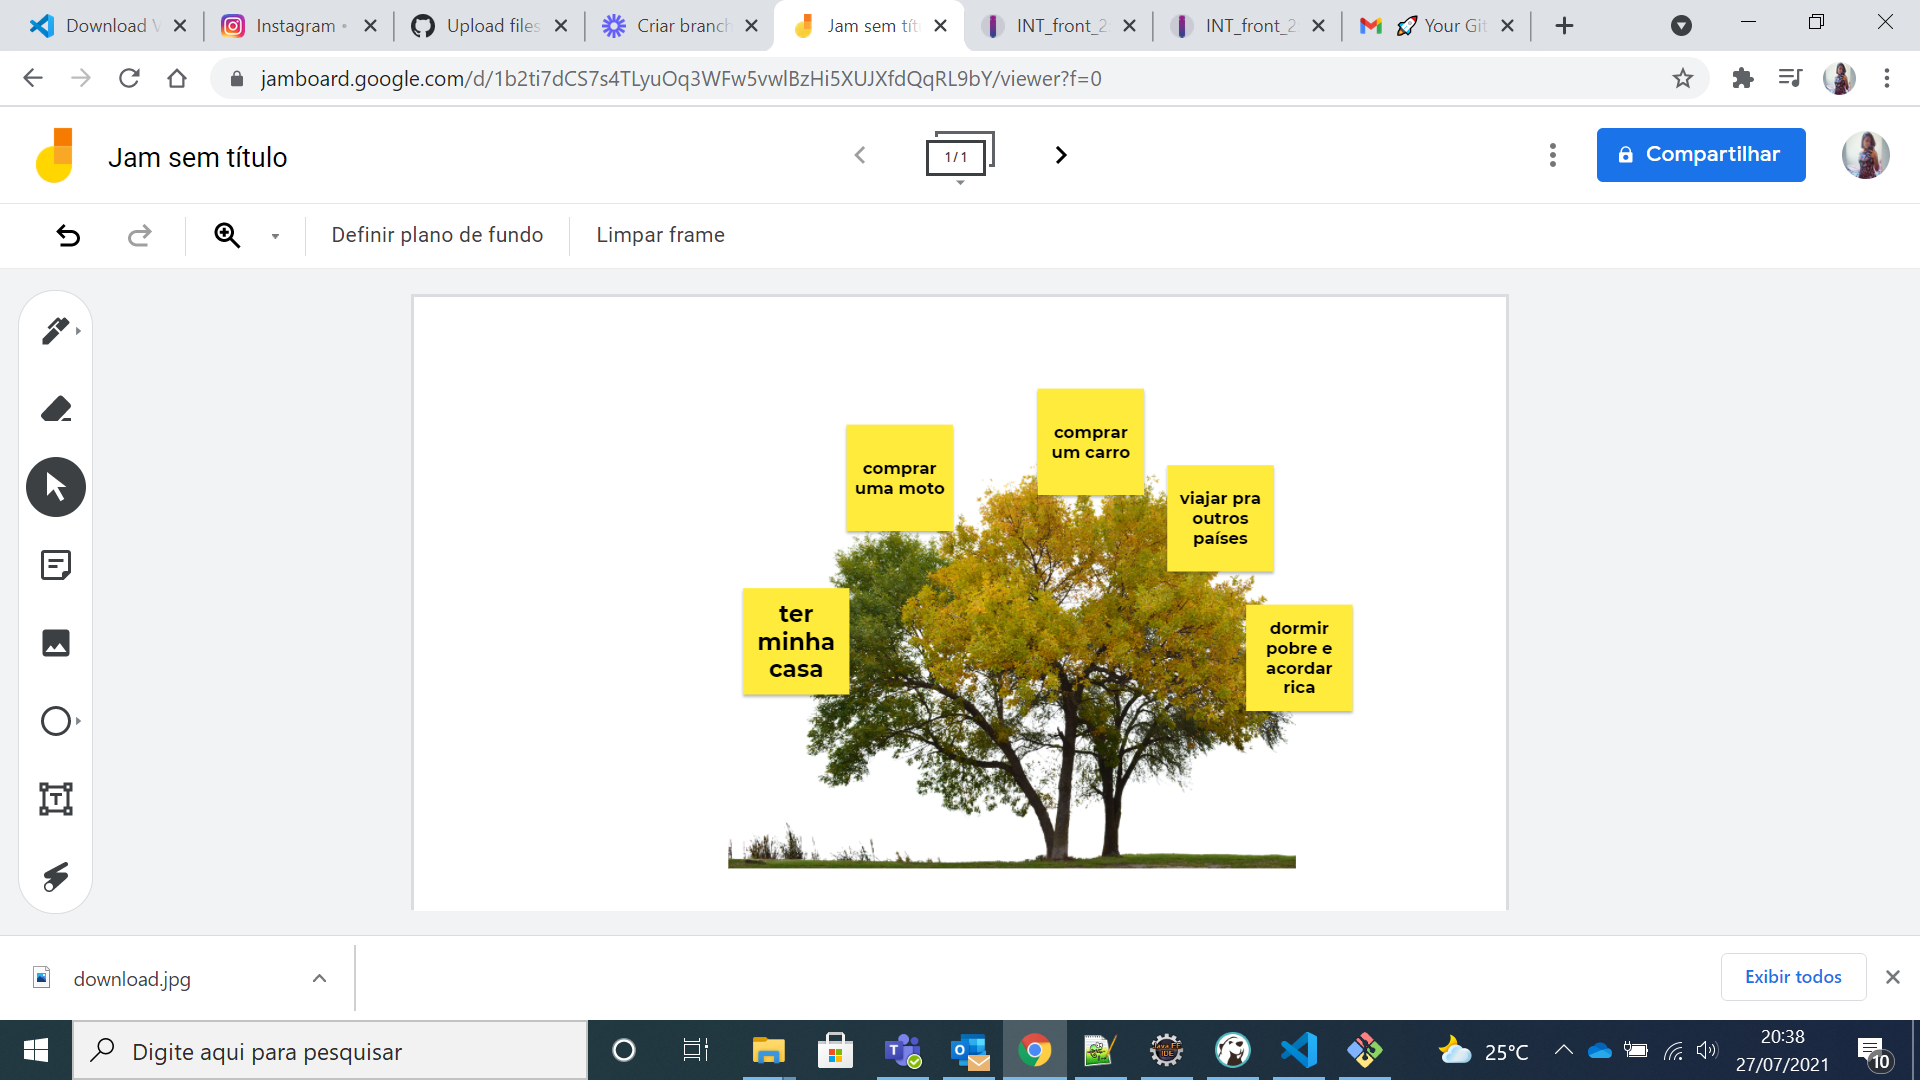 Download V
Instagram •
Upload files
Criar branch
Jam sem títu
INT_front_2
INT_front_2
Your Git
jamboard.google.com/d/1b2ti7dCS7s4TLyuOq3WFw5vwlBzHi5XUJXfdQqRL9bY/viewer?f=0
Jam sem título
1 / 1
Compartilhar
Definir plano de fundo
Limpar frame
comprar
um carro
comprar
uma moto
viajar pra
outros
países
ter
minha
casa
dormir
pobre e
acordar
rica
download.jpg
Exibir todos
Digite aqui para pesquisar
Java EE
IDE
25°C
20:38
27/07/2021
10